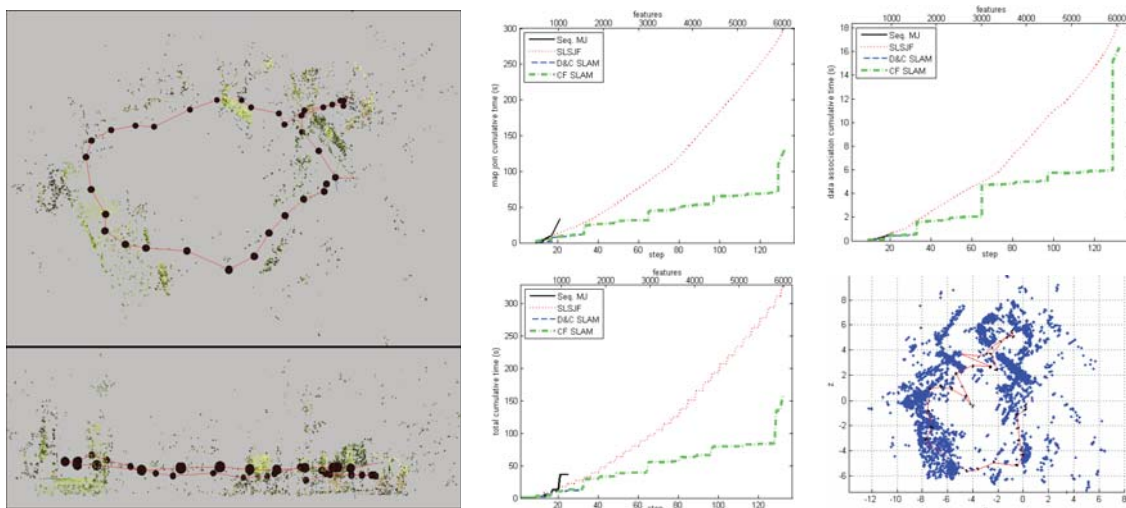 features
1000 2000 3000 4000 5000 6000
300
250
200
150
100
50
0
map join cumulative time (s)
Seq. MJ
SLSJF
D&C SLAM
CF SLAM
20 40 60 80 100 120
step
features
1000 2000 3000 4000 5000 6000
18
16
14
12
10
8
6
4
2
0
data association cumulative time (s)
Seq. MJ
SLSJF
D&C SLAM
CF SLAM
20 40 60 80 100 120
step
features
1000 2000 3000 4000 5000 6000
300
250
200
150
100
50
0
total cumulative time (s)
Seq. MJ
SLSJF
D&C SLAM
CF SLAM
20 40 60 80 100 120
step
8
6
4
2
0
-2
-4
-6
z
-12 -10 -8 -6 -4 -2 0 2 4 6 8